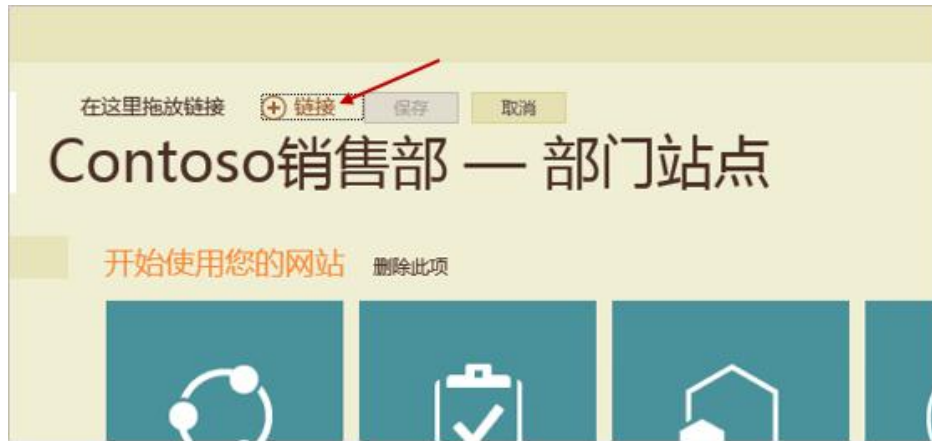 在这里拖放链接 链接 保存 取消
Contoso销售部 — 部门站点
开始使用您的网站 删除此项